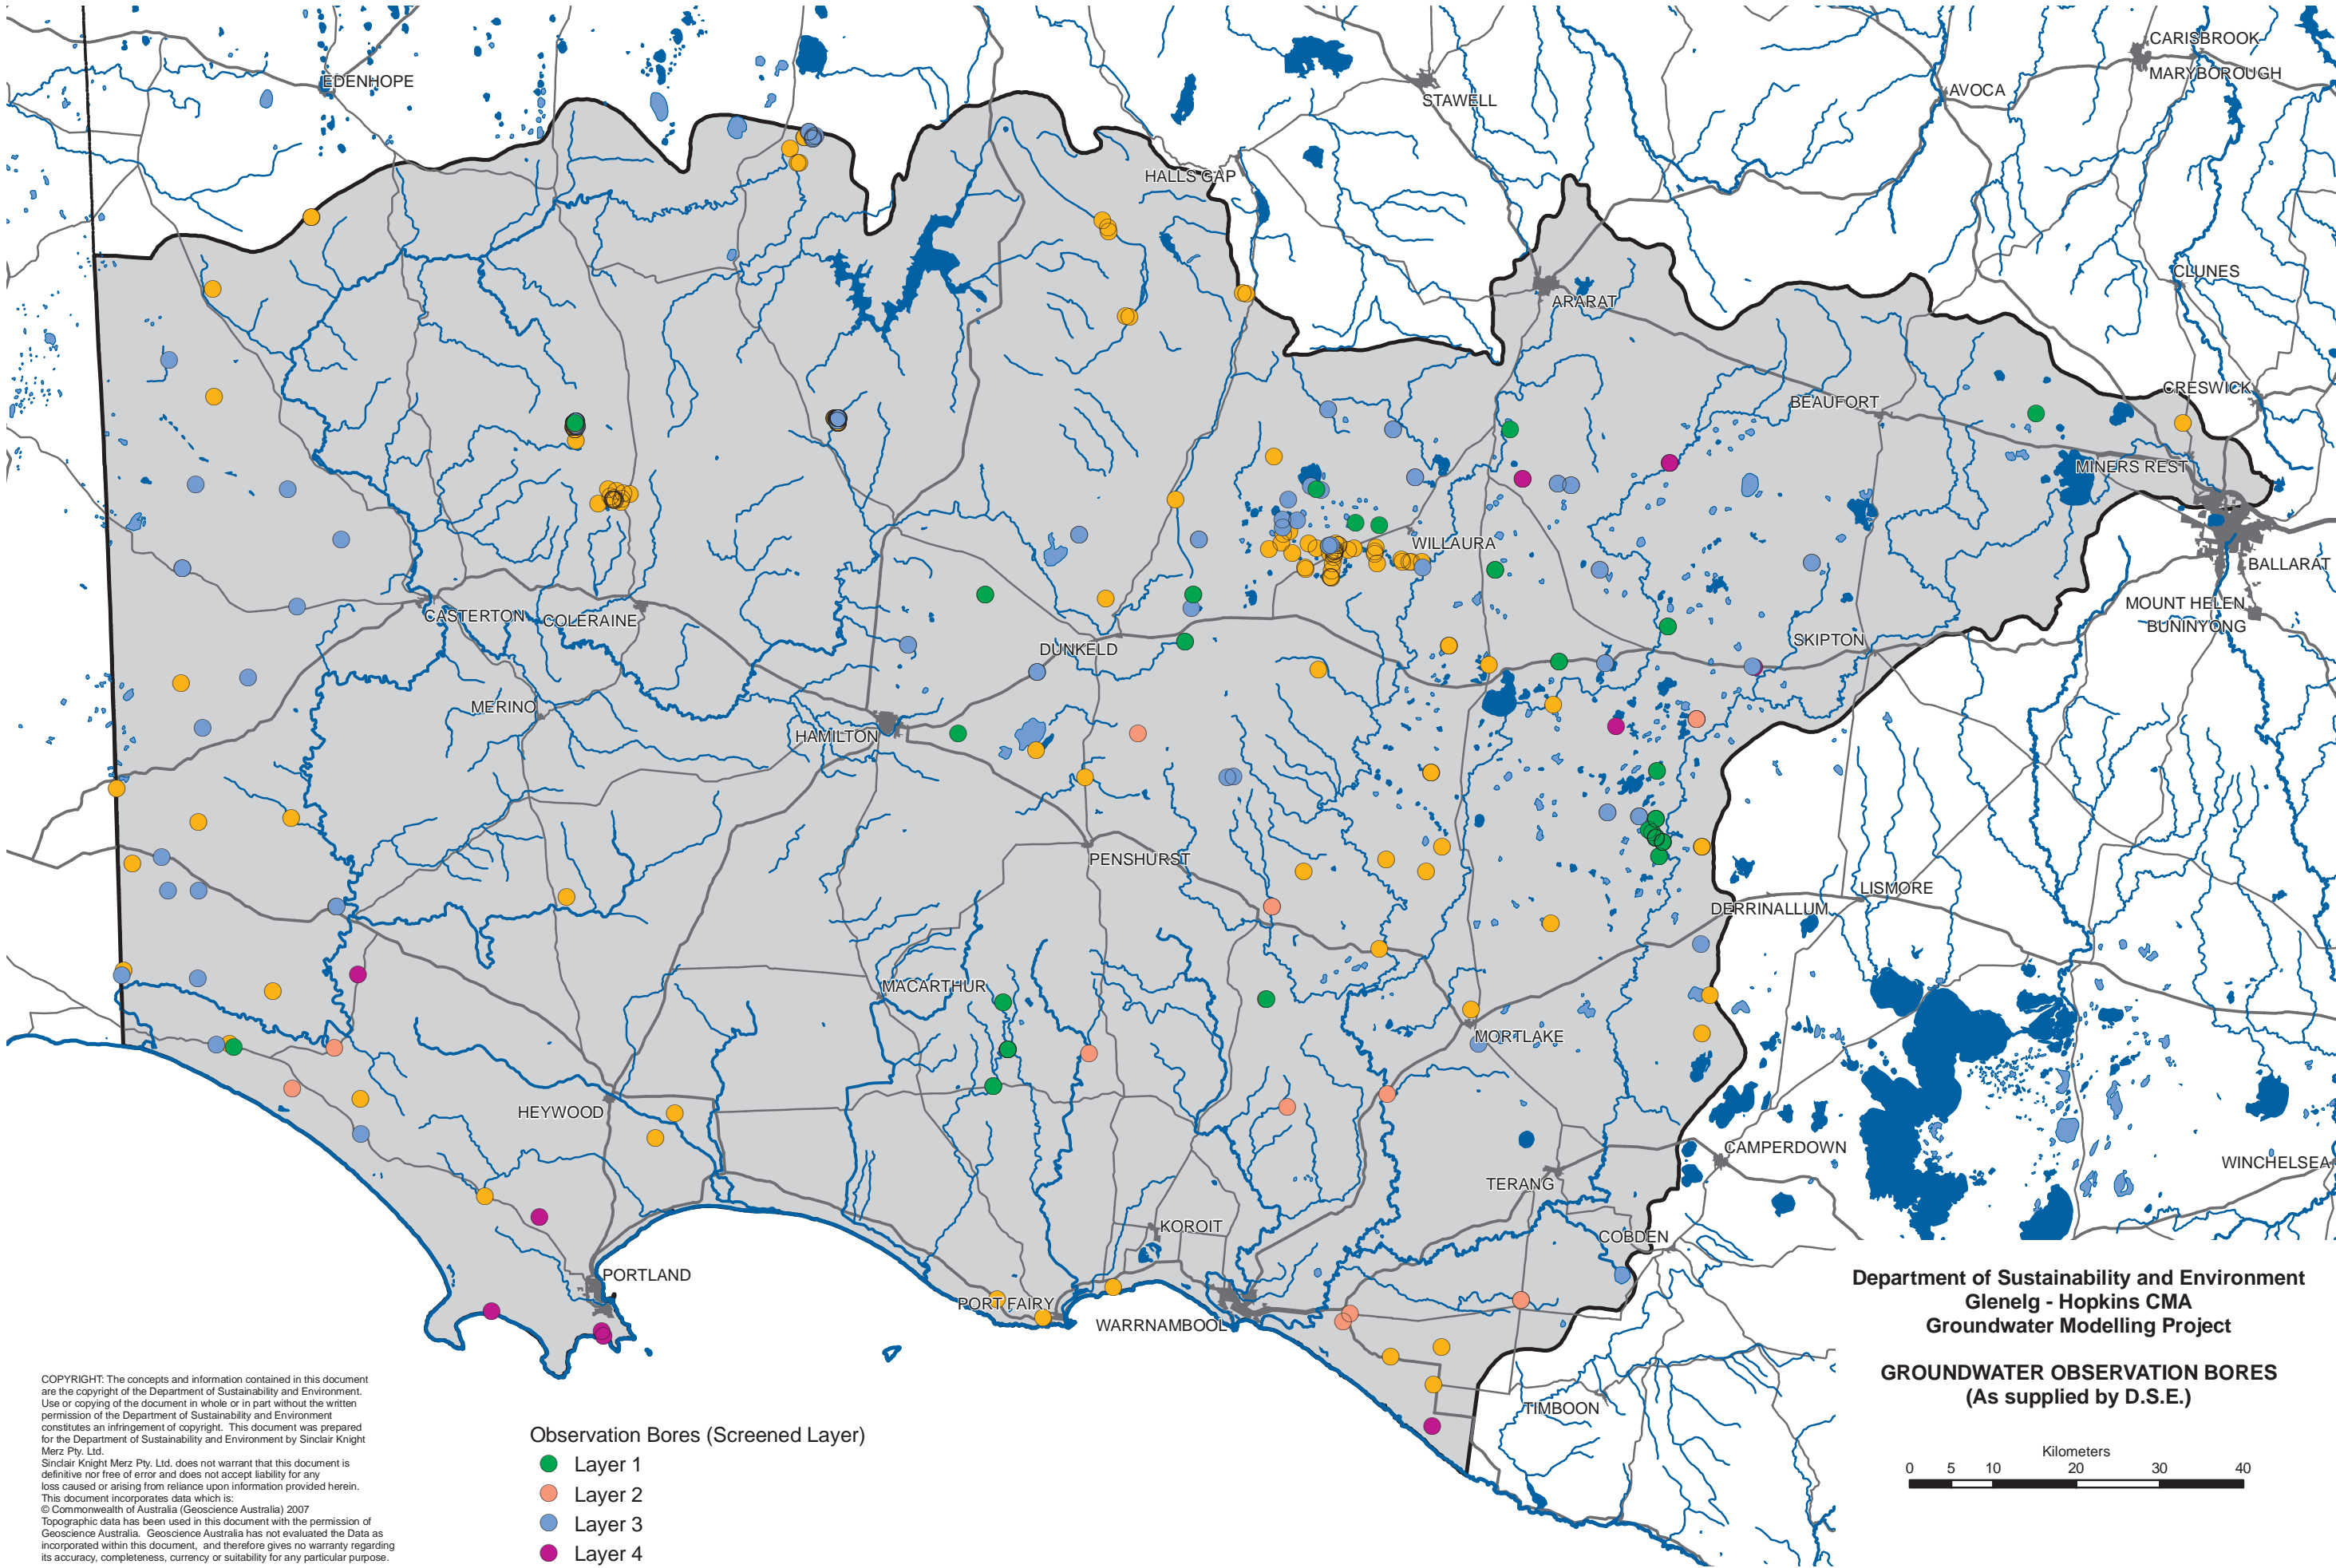 CARISBROOK
MARYBOROUGH
EDENHOPE
AVOCA
STAWELL
HALLS GAP
CLUNES
ARARAT
CRESWICK
BEAUFORT
MINERS REST
WILLAURA
BALLARAT
MOUNT HELEN
BUNINYONG
CASTERTON
COLERAINE
SKIPTON
DUNKELD
MERINO
HAMILTON
PENSHURST
LISMORE
DERRINALLUM
MACARTHUR
MORTLAKE
HEYWOOD
CAMPERDOWN
WINCHELSEA
TERANG
KOROIT
COBDEN
PORTLAND
PORT FAIRY
WARRNAMBOOL
TIMBOON
Department of Sustainability and Environment
Glenelg - Hopkins CMA
Groundwater Modelling Project
GROUNDWATER OBSERVATION BORES
(As supplied by D.S.E.)
Kilometers
0 5 10 20 30 40
COPYRIGHT: The concepts and information contained in this document
are the copyright of the Department of Sustainability and Environment.
Use or copying of the document in whole or in part without the written
permission of the Department of Sustainability and Environment
constitutes an infringement of copyright. This document was prepared
for the Department of Sustainability and Environment by Sinclair Knight
Merz Pty. Ltd.
Sinclair Knight Merz Pty. Ltd. does not warrant that this document is
definitive nor free of error and does not accept liability for any
loss caused or arising from reliance upon information provided herein.
This document incorporates data which is:
© Commonwealth of Australia (Geoscience Australia) 2007
Topographic data has been used in this document with the permission of
Geoscience Australia. Geoscience Australia has not evaluated the Data as
incorporated within this document, and therefore gives no warranty regarding
its accuracy, completeness, currency or suitability for any particular purpose.
Observation Bores (Screened Layer)
Layer 1
Layer 2
Layer 3
Layer 4